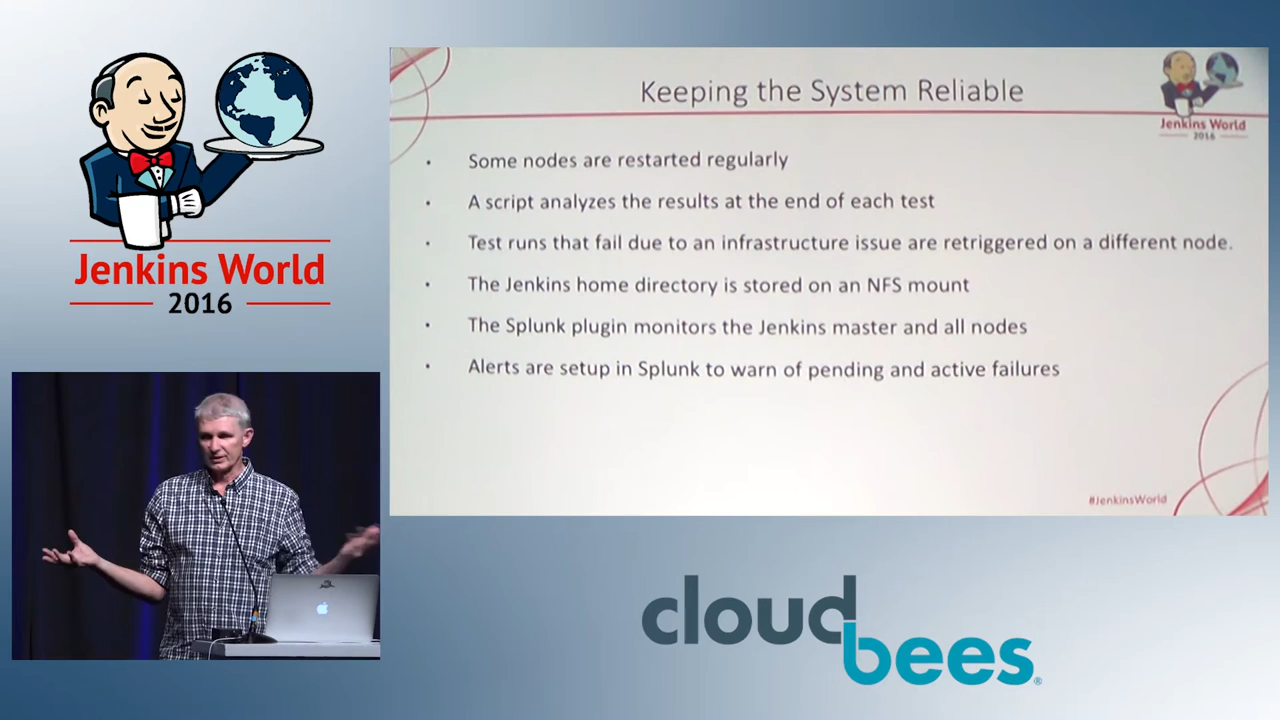 Jenkins World
2016
Keeping the System Reliable
Jenkins World
2016
• Some nodes are restarted regularly
• A script analyzes the results at the end of each test
• Test runs that fail due to an infrastructure issue are retriggered on a different node.
• The Jenkins home directory is stored on an NFS mount
• The Splunk plugin monitors the Jenkins master and all nodes
• Alerts are setup in Splunk to warn of pending and active failures
#JenkinsWorld
cloud
bees®